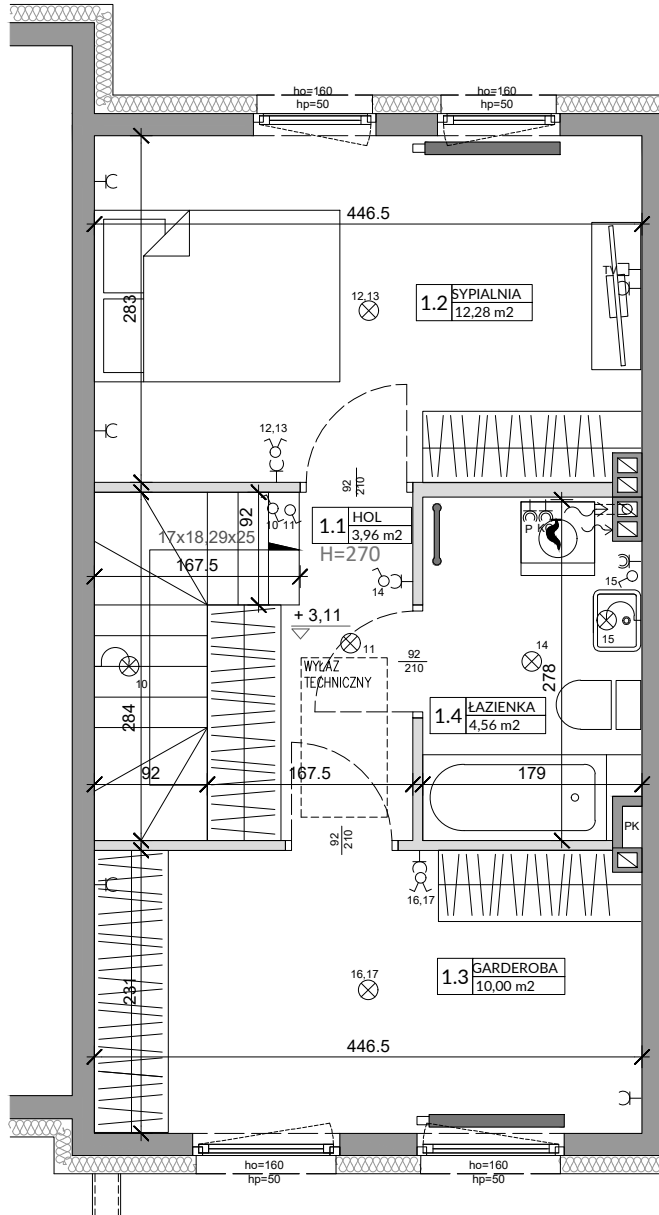 ho=160
hp=50
ho=160
hp=50
446.5
283
12,13
1.2
SYPIALNIA
12,28 m2
TV
12,13
92
210
92
10
11
1.1
HOL
3,96 m2
H=270
17x18,29x25
167.5
14
P
15
15
+ 3,11
11
92
210
14
278
WYŁAZ
TECHNICZNY
10
284
1.4
ŁAZIENKA
4,56 m2
92
167.5
179
PK
92
210
16,17
16,17
1.3
GARDEROBA
10,00 m2
231
446.5
ho=160
hp=50
ho=160
hp=50